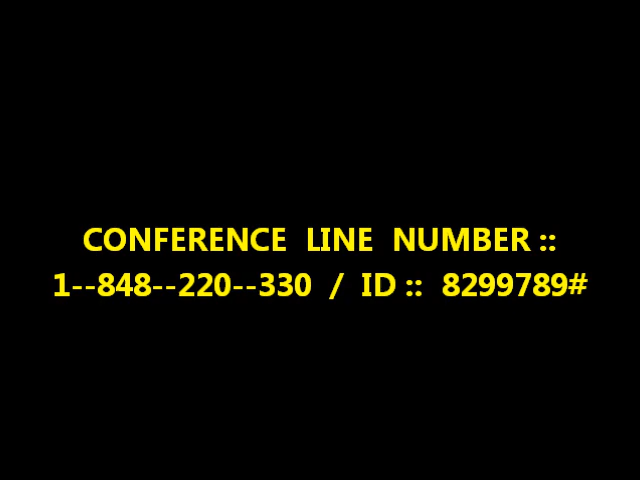 CONFERENCE LINE NUMBER ::
1--848--220--330 / ID :: 8299789#